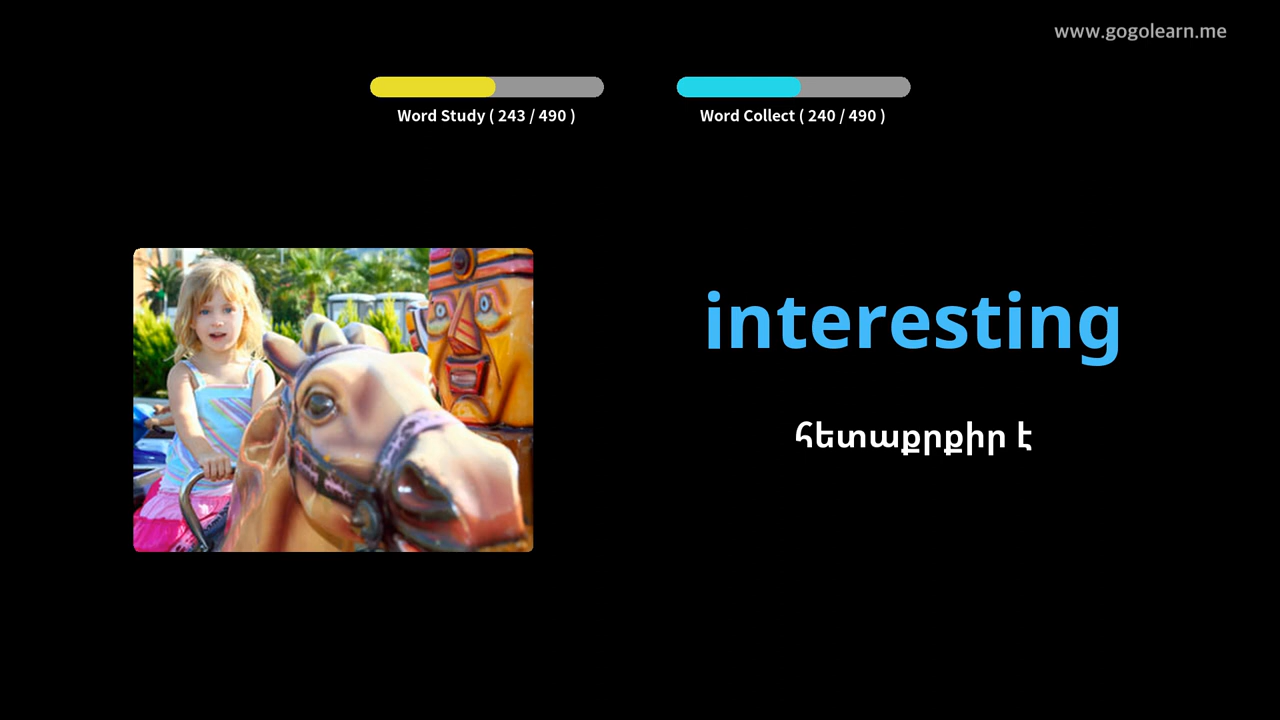 www.gogolearn.me
Word Study ( 243 / 490 )
Word Collect ( 240 / 490 )
interesting
հետաքրքիր է